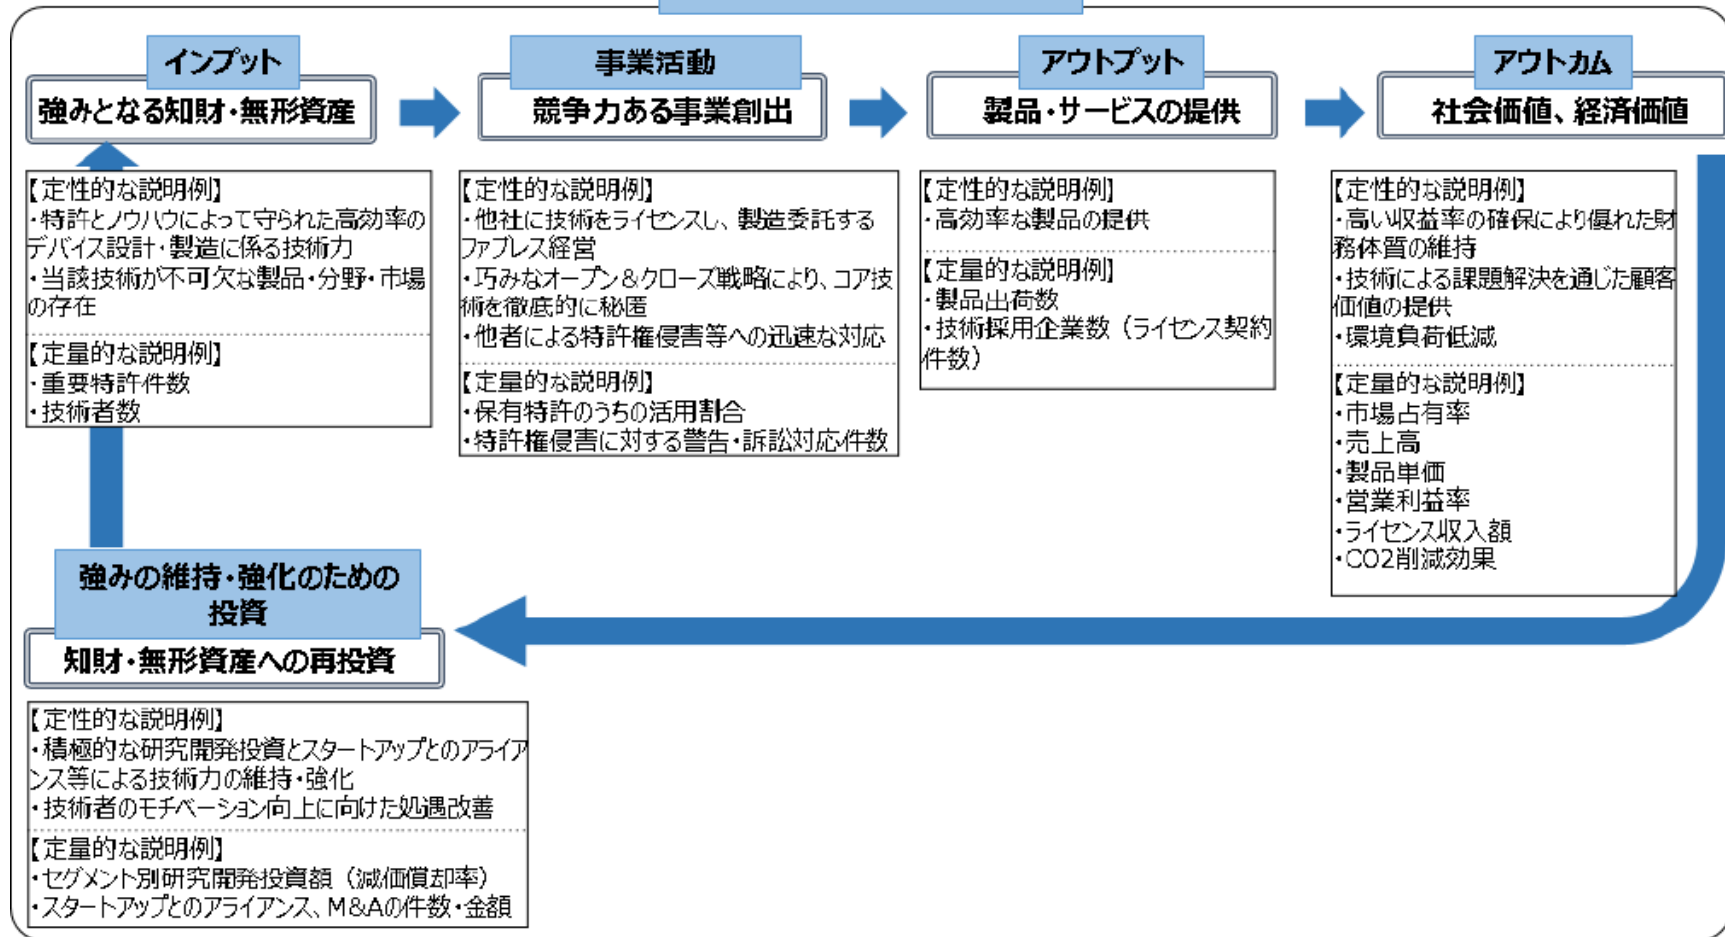 インプット
強みとなる知財・無形資産
【定性的な説明例】
・特許とノウハウによって守られた高効率の
デバイス設計・製造に係る技術力
・当該技術が不可欠な製品・分野・市場
の存在
【定量的な説明例】
・重要特許件数
・技術者数
事業活動
競争力ある事業創出
【定性的な説明例】
・他社に技術をライセンスし、製造委託する
ファブレス経営
・巧みなオープン&クローズ戦略により、コア技
術を徹底的に秘匿
・他者による特許権侵害等への迅速な対応
【定量的な説明例】
・保有特許のうちの活用割合
・特許権侵害に対する警告・訴訟対応件数
アウトプット
製品・サービスの提供
【定性的な説明例】
・高効率な製品の提供
【定量的な説明例】
・製品出荷数
・技術採用企業数（ライセンス契約
件数）
アウトカム
社会価値、経済価値
【定性的な説明例】
・高い収益率の確保により優れた財
務体質の維持
・技術による課題解決を通じた顧客
価値の提供
・環境負荷低減
【定量的な説明例】
・市場占有率
・売上高
・製品単価
・営業利益率
・ライセンス収入額
・CO2削減効果
強みの維持・強化のための
投資
知財・無形資産への再投資
【定性的な説明例】
・積極的な研究開発投資とスタートアップとのアライア
ンス等による技術力の維持・強化
・技術者のモチベーション向上に向けた処遇改善
【定量的な説明例】
・セグメント別研究開発投資額（減価償却率）
・スタートアップとのアライアンス、M&Aの件数・金額